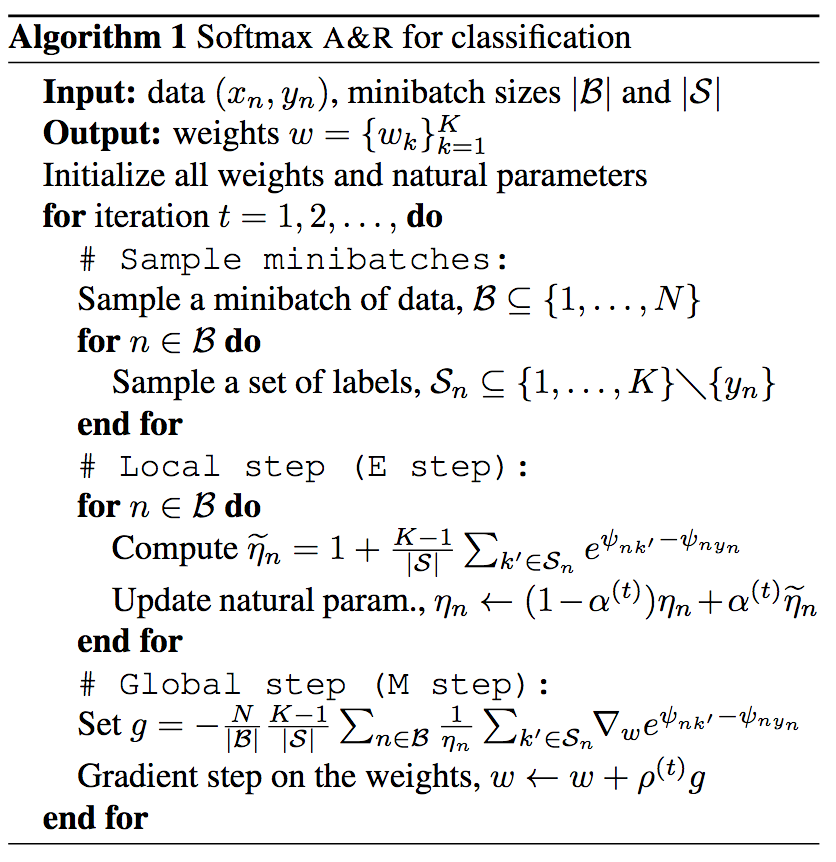 Algorithm 1 Softmax A&R for classification
Input: data $(x_n, y_n)$, minibatch sizes $|\mathcal{B}|$ and $|\mathcal{S}|$
Output: weights $w = \{w_k\}_{k=1}^{K}$
Initialize all weights and natural parameters
for iteration $t = 1, 2, \ldots,$ do
# Sample minibatches:
Sample a minibatch of data, $\mathcal{B} \subseteq \{1, \ldots, N\}$
for $n \in \mathcal{B}$ do
Sample a set of labels, $\mathcal{S}_n \subseteq \{1, \ldots, K\} \setminus \{y_n\}$
end for
# Local step (E step):
for $n \in \mathcal{B}$ do
Compute $\widetilde{\eta}_n = 1 + \frac{K-1}{|\mathcal{S}|} \sum_{k' \in \mathcal{S}_n} e^{\psi_{nk'} - \psi_{ny_n}}$
Update natural param., $\eta_n \leftarrow (1 - \alpha^{(t)})\eta_n + \alpha^{(t)} \widetilde{\eta}_n$
end for
# Global step (M step):
Set $g = -\frac{N}{|\mathcal{B}|} \frac{K-1}{|\mathcal{S}|} \sum_{n \in \mathcal{B}} \frac{1}{\eta_n} \sum_{k' \in \mathcal{S}_n} \nabla_w e^{\psi_{nk'} - \psi_{ny_n}}$
Gradient step on the weights, $w \leftarrow w + \rho^{(t)} g$
end for